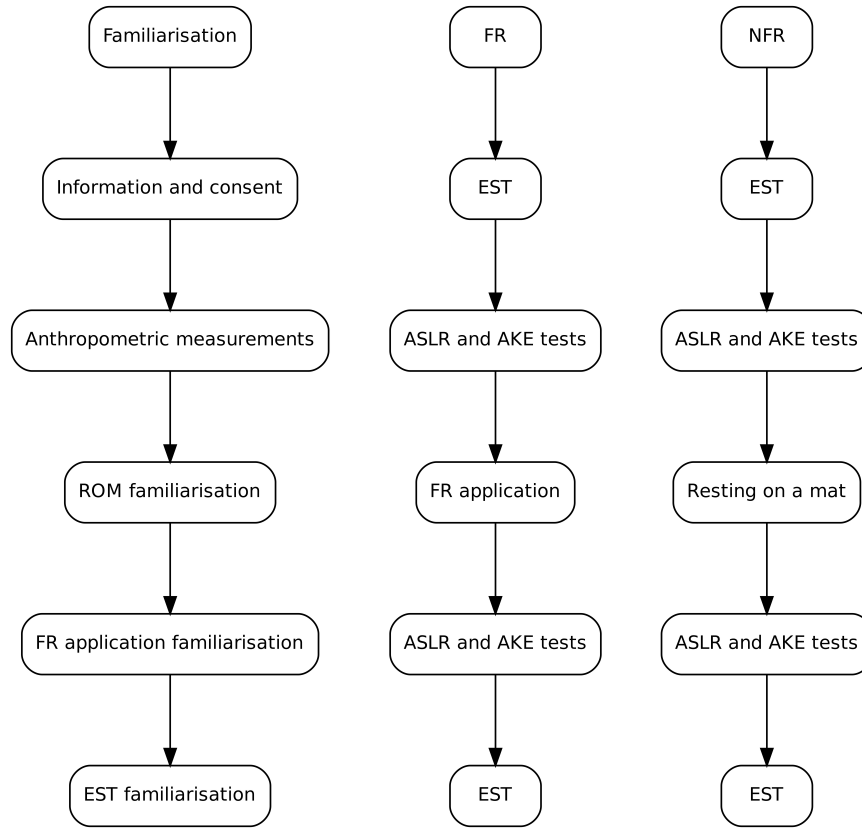 Familiarisation
Information and consent
Anthropometric measurements
ROM familiarisation
FR application familiarisation
EST familiarisation
FR
EST
ASLR and AKE tests
FR application
ASLR and AKE tests
EST
NFR
EST
ASLR and AKE tests
Resting on a mat
ASLR and AKE tests
EST